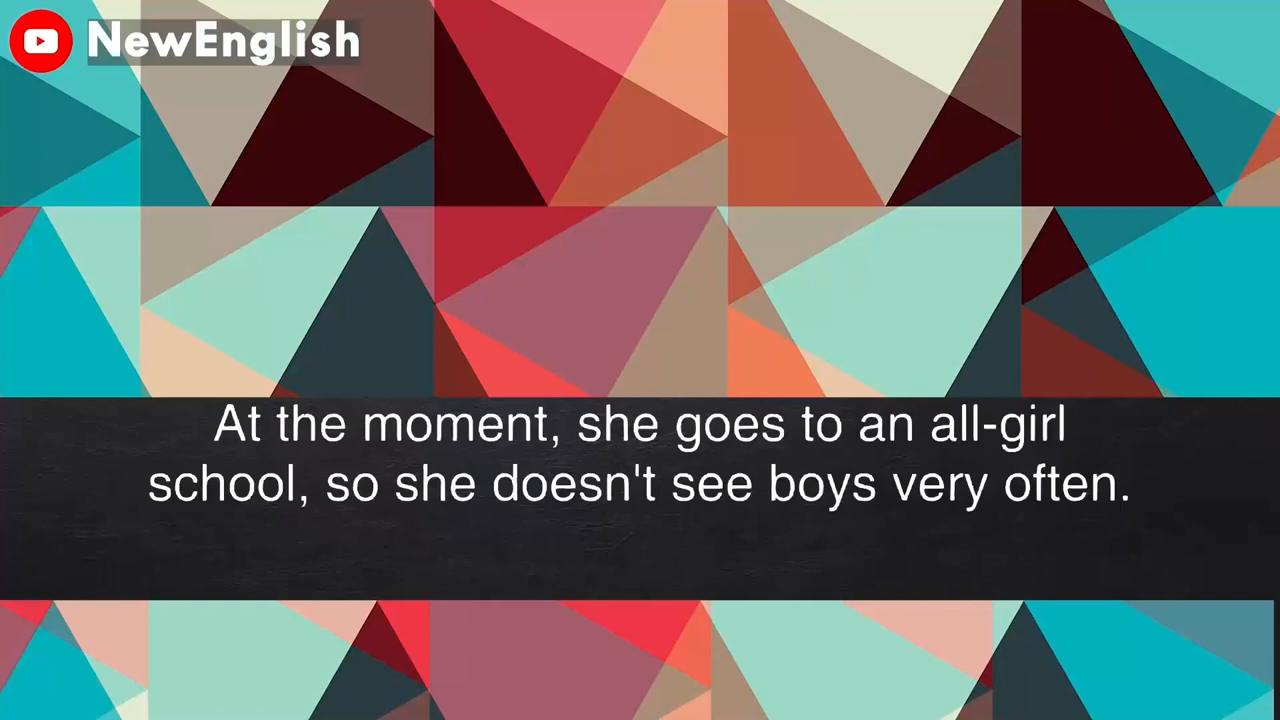 NewEnglish
At the moment, she goes to an all-girl
school, so she doesn't see boys very often.